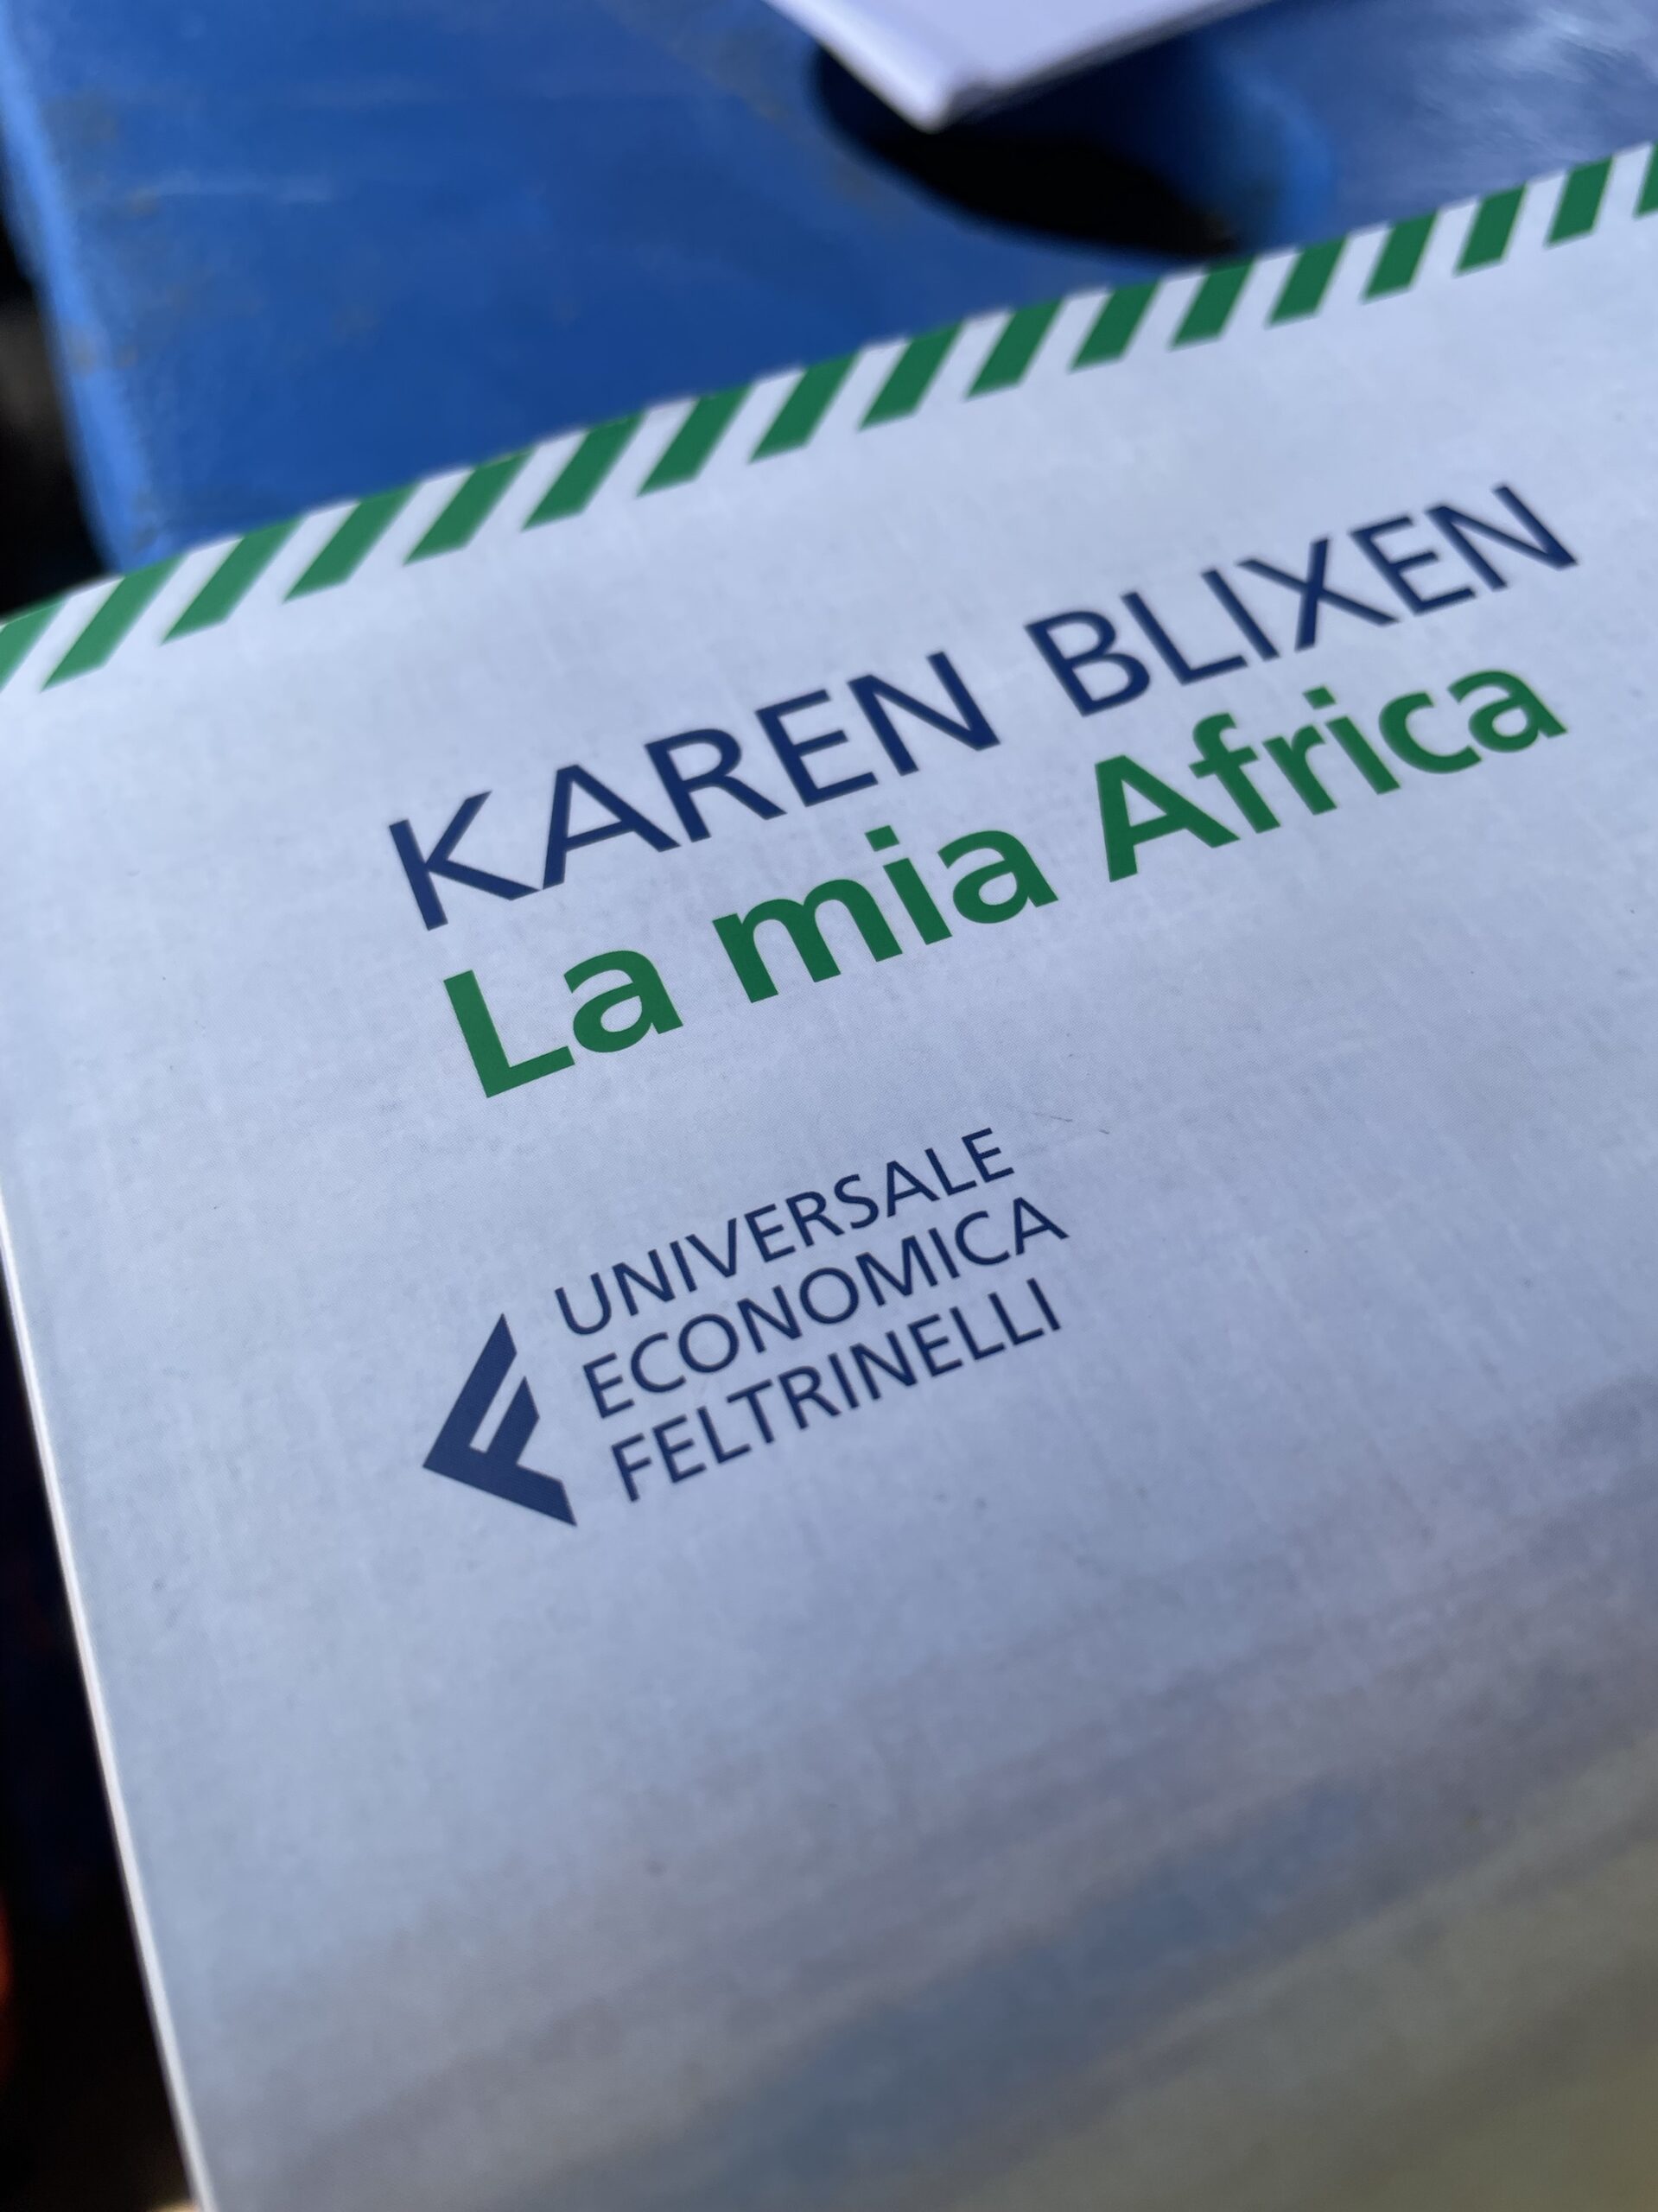 KAREN BLIXEN
La mia Africa
UNIVERSALE
ECONOMICA
FELTRINELLI